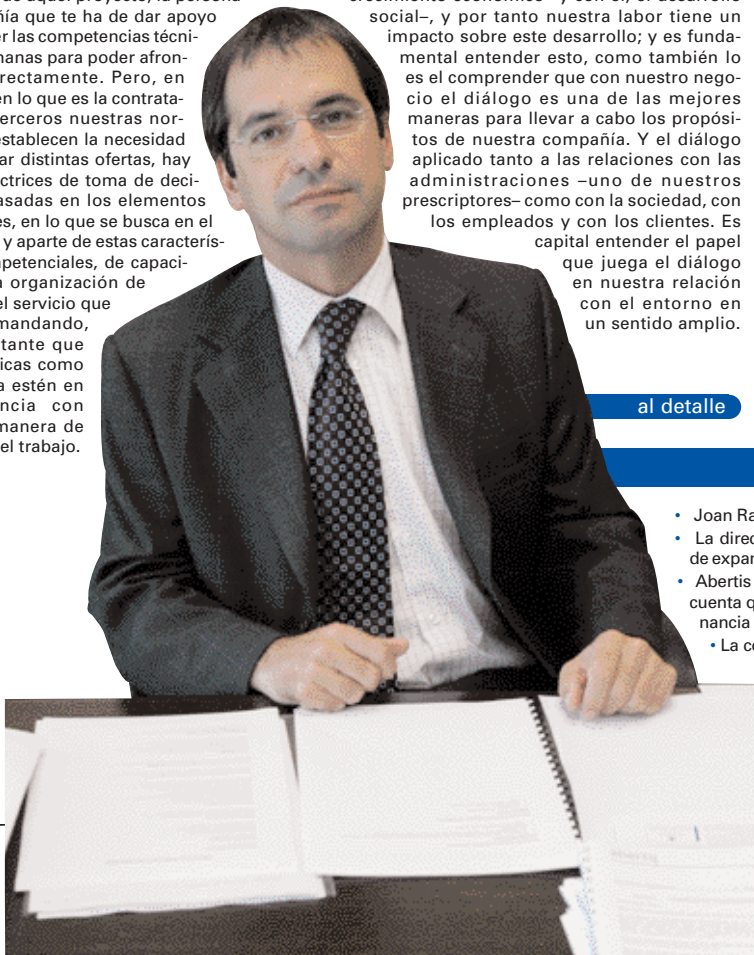 aquel proyecto, la persona
ñía que te ha de dar apoyo
er las competencias técni-
manas para poder afron-
rectamente. Pero, en
en lo que es la contrata-
erceros nuestras nor-
establecen la necesidad
ar distintas ofertas, hay
ctrices de toma de deci-
asadas en los elementos
es, en lo que se busca en el
y aparte de estas caracterís-
mpetenciales, de capaci-
a organización de
el servicio que
mandando,
tante que
icas como
a estén en
ncia con
manera de
el trabajo.
crecimiento económico –y con él, el desarrollo
social–, y por tanto nuestra labor tiene un
impacto sobre este desarrollo; y es funda-
mental entender esto, como también lo
es el comprender que con nuestro nego-
cio el diálogo es una de las mejores
maneras para llevar a cabo los propósi-
tos de nuestra compañía. Y el diálogo
aplicado tanto a las relaciones con las
administraciones –uno de nuestros
prescriptores– como con la sociedad, con
los empleados y con los clientes. Es
capital entender el papel
que juega el diálogo
en nuestra relación
con el entorno en
un sentido amplio.
al detalle
• Joan Ra
• La direc
de expar
• Abertis
cuenta q
nancia
• La co